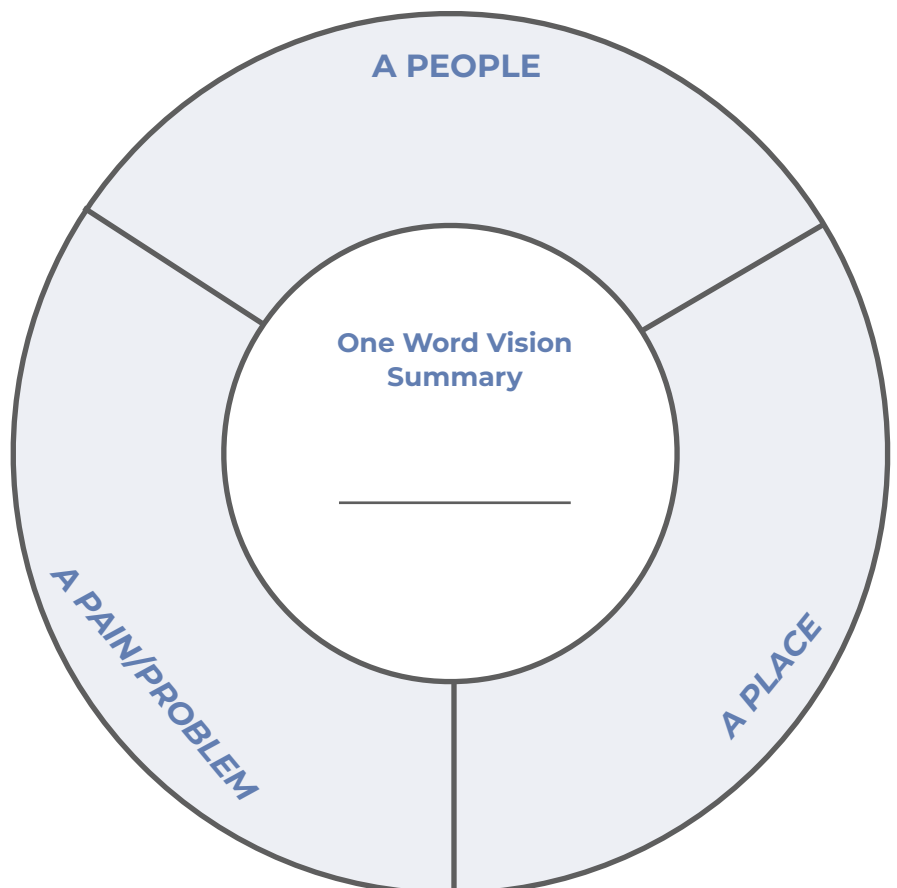 A PEOPLE
One Word Vision
Summary
A PAIN/PROBLEM
A PLACE